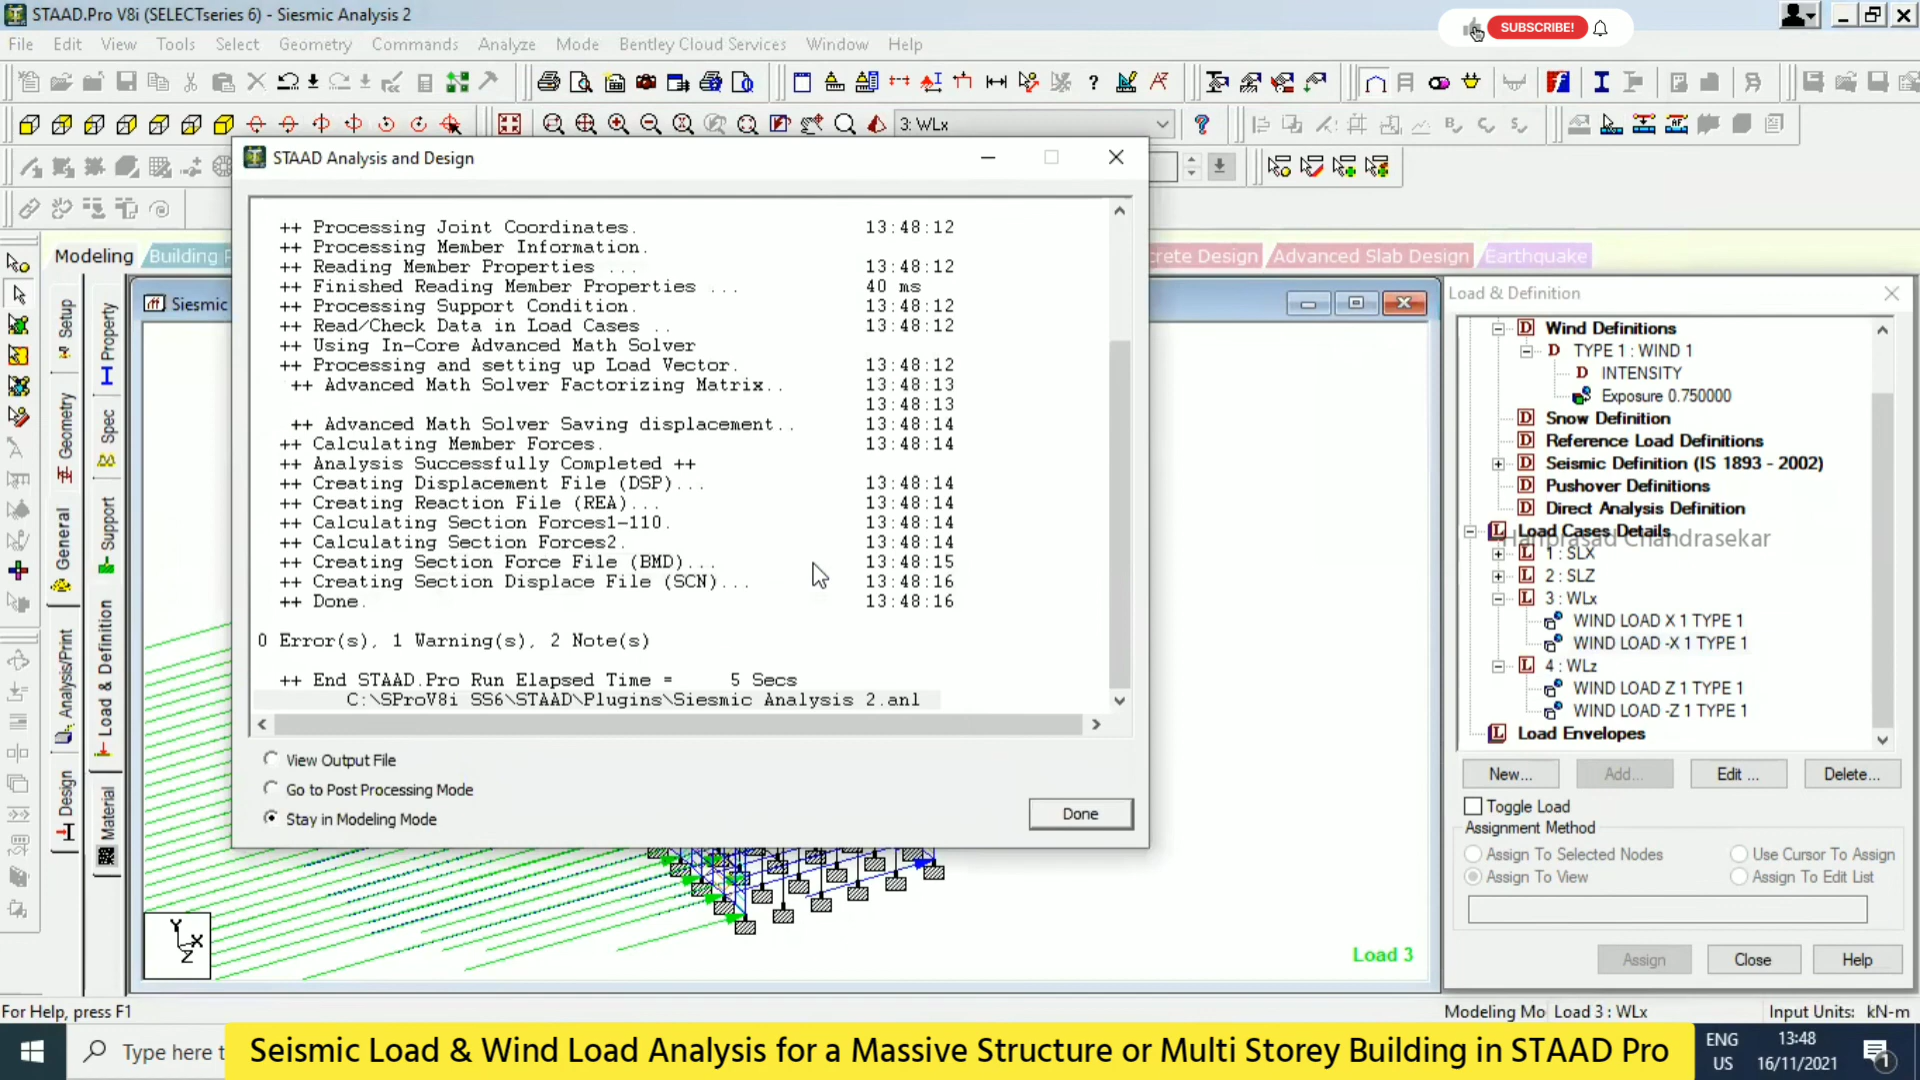 STAAD.Pro V8i (SELECTseries 6) - Siesmic Analysis 2
SUBSCRIBE!
File Edit View Tools Select Geometry Commands Analyze Mode Bentley Cloud Services Window Help
3: WLx
STAAD Analysis and Design
Modeling
Building
crete Design
Advanced Slab Design
Earthquake
Siesmic
++ Processing Joint Coordinates. 13:48:12
++ Processing Member Information.
++ Reading Member Properties ... 13:48:12
++ Finished Reading Member Properties ... 40 ms
++ Processing Support Condition. 13:48:12
++ Read/Check Data in Load Cases .. 13:48:12
++ Using In-Core Advanced Math Solver
++ Processing and setting up Load Vector. 13:48:12
++ Advanced Math Solver Factorizing Matrix.. 13:48:13
13:48:13
++ Advanced Math Solver Saving displacement.. 13:48:14
++ Calculating Member Forces. 13:48:14
++ Analysis Successfully Completed ++
++ Creating Displacement File (DSP)... 13:48:14
++ Creating Reaction File (REA)... 13:48:14
++ Calculating Section Forces1-110. 13:48:14
++ Calculating Section Forces2. 13:48:14
++ Creating Section Force File (BMD)... 13:48:15
++ Creating Section Displace File (SCN)... 13:48:16
++ Done. 13:48:16
0 Error(s), 1 Warning(s), 2 Note(s)
++ End STAAD.Pro Run Elapsed Time = 5 Secs
C:\SProV8i SS6\STAAD\Plugins\Siesmic Analysis 2.anl
View Output File
Go to Post Processing Mode
Stay in Modeling Mode
Done
Setup
Geometry
General
Analysis/Print
Design
Property
Spec
Support
Load & Definition
Material
Y
X
Z
Load 3
Load & Definition
Wind Definitions
TYPE 1 : WIND 1
INTENSITY
Exposure 0.750000
Snow Definition
Reference Load Definitions
Seismic Definition (IS 1893 - 2002)
Pushover Definitions
Direct Analysis Definition
Load Cases Details
Hariprasad Chandrasekar
1 : SLX
2 : SLZ
3 : WLx
WIND LOAD X 1 TYPE 1
WIND LOAD -X 1 TYPE 1
4 : WLz
WIND LOAD Z 1 TYPE 1
WIND LOAD -Z 1 TYPE 1
Load Envelopes
New... Add... Edit ... Delete...
Toggle Load
Assignment Method
Assign To Selected Nodes Use Cursor To Assign
Assign To View Assign To Edit List
Assign Close Help
For Help, press F1
Modeling Mo Load 3 : WLx Input Units: kN-m
Type here t
Seismic Load & Wind Load Analysis for a Massive Structure or Multi Storey Building in STAAD Pro
ENG
US
13:48
16/11/2021
1